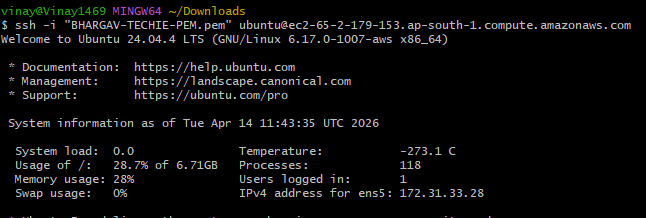 vinay@Vinay1469 MINGW64 ~/Downloads
$ ssh -i "BHARGAV-TECHIE-PEM.pem" ubuntu@ec2-65-2-179-153.ap-south-1.compute.amazonaws.com
Welcome to Ubuntu 24.04.4 LTS (GNU/Linux 6.17.0-1007-aws x86_64)
* Documentation: https://help.ubuntu.com
* Management: https://landscape.canonical.com
* Support: https://ubuntu.com/pro
System information as of Tue Apr 14 11:43:35 UTC 2026
System load: 0.0 Temperature: -273.1 C
Usage of /: 28.7% of 6.71GB Processes: 118
Memory usage: 28% Users logged in: 1
Swap usage: 0% IPv4 address for ens5: 172.31.33.28